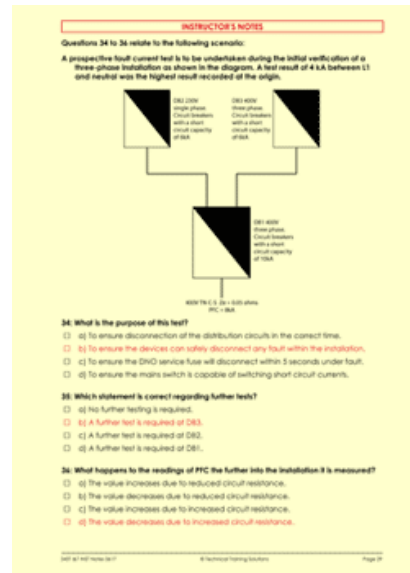 INSTRUCTOR'S NOTES
Questions 34 to 36 relate to the following scenario:
A prospective fault current test is to be undertaken during the initial verification of a
three-phase installation as shown in the diagram. A test result of 4 kA between L1
and neutral was the highest result recorded at the origin.
DB2 230V
single phase.
Circuit breakers
with a short
circuit capacity
of 6kA
DB3 400V
three phase.
Circuit breakers
with a short
circuit capacity
of 6kA
DB1 400V
three phase.
Circuit breakers
with a short
circuit capacity
of 10kA
400V TN-C-S Ze = 0.05 ohms
PFC = 8kA
34: What is the purpose of this test?
a) To ensure disconnection of the distribution circuits in the correct time.
b) To ensure the devices can safely disconnect any fault within the installation.
c) To ensure the DNO service fuse will disconnect within 5 seconds under fault.
d) To ensure the mains switch is capable of switching short circuit currents.
35: Which statement is correct regarding further tests?
a) No further testing is required.
b) A further test is required at DB3.
c) A further test is required at DB2.
d) A further test is required at DB1.
36: What happens to the readings of PFC the further into the installation it is measured?
a) The value increases due to reduced circuit resistance.
b) The value decreases due to reduced circuit resistance.
c) The value increases due to increased circuit resistance.
d) The value decreases due to increased circuit resistance.
© Technical Training Solutions
Page 29